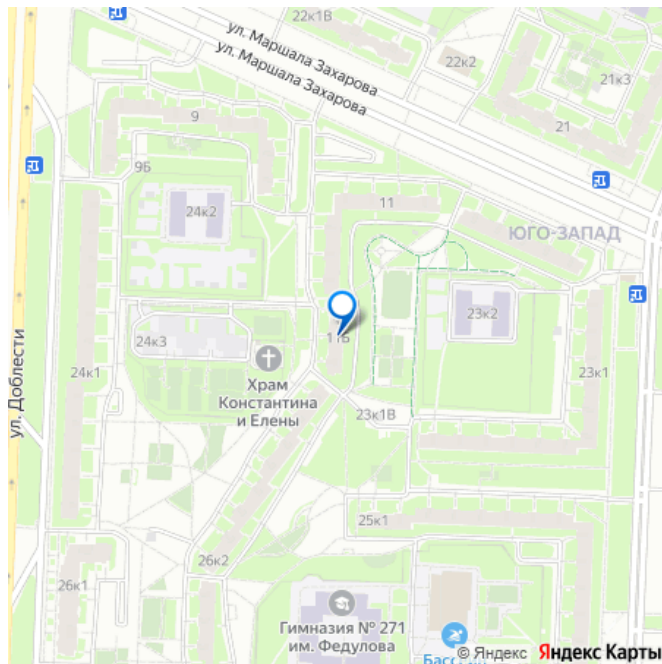 22к1В
ул. Маршала Захарова
ул. Маршала Захарова
22к2
21к3
9
21
9Б
24к2
11
ЮГО-ЗАПАД
23к2
11Б
24к3
24к1
Храм
Константина
и Елены
23к1
23к1В
ул. Доблести
25к1
26к2
26к1
Гимназия № 271
им. Федулова
© Яндекс Яндекс Карты